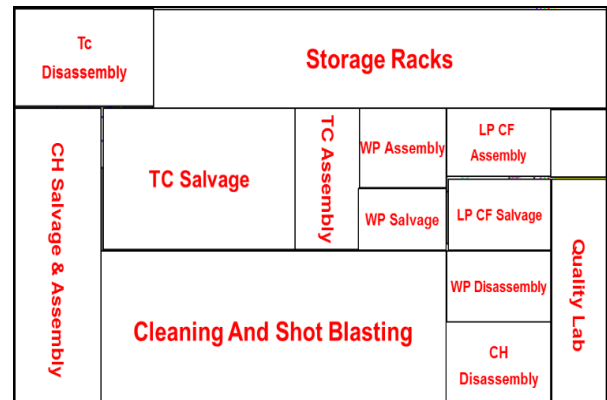 Tc
Disassembly
Storage Racks
CH Salvage & Assembly
TC Salvage
TC Assembly
WP Assembly
LP CF
Assembly
WP Salvage
LP CF Salvage
Quality Lab
Cleaning And Shot Blasting
WP Disassembly
CH
Disassembly